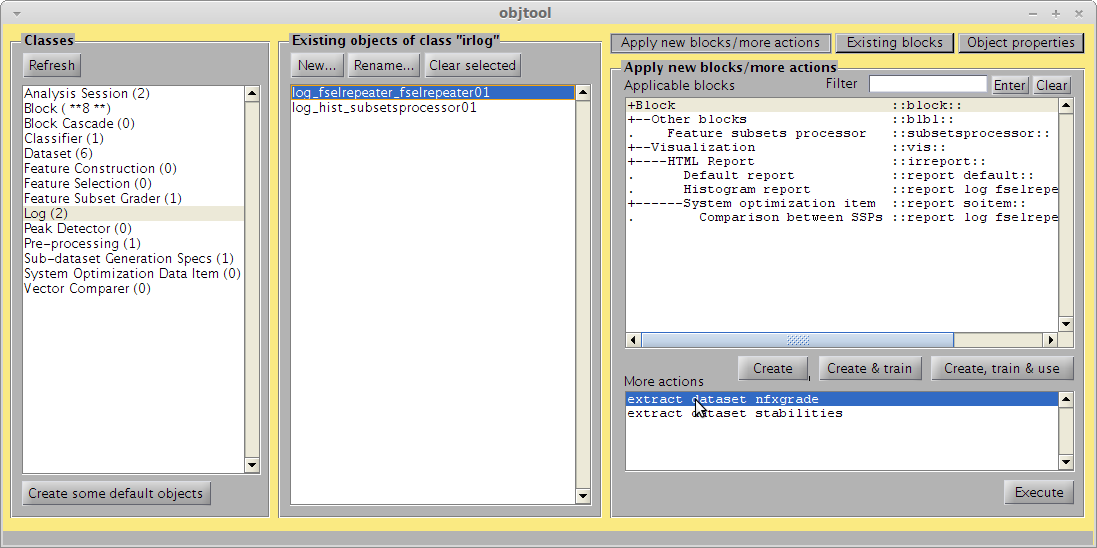 objtool
Classes
Refresh
Analysis Session (2)
Block ( **8 **)
Block Cascade (0)
Classifier (1)
Dataset (6)
Feature Construction (0)
Feature Selection (0)
Feature Subset Grader (1)
Log (2)
Peak Detector (0)
Pre-processing (1)
Sub-dataset Generation Specs (1)
System Optimization Data Item (0)
Vector Comparer (0)
Create some default objects
Existing objects of class "irlog"
New... Rename... Clear selected
log_fselrepeater_fselrepeater01
log_hist_subsetsprocessor01
Apply new blocks/more actions Existing blocks Object properties
Apply new blocks/more actions
Applicable blocks Filter Enter Clear
+Block ::block::
+--Other blocks ::blbl::
. Feature subsets processor ::subsetsprocessor::
+--Visualization ::vis::
+----HTML Report ::irreport::
. Default report ::report default::
. Histogram report ::report log fselrepe
+------System optimization item ::report soitem::
. Comparison between SSPs ::report log fselrepe
Create Create & train Create, train & use
More actions
extract dataset nfxgrade
extract dataset stabilities
Execute